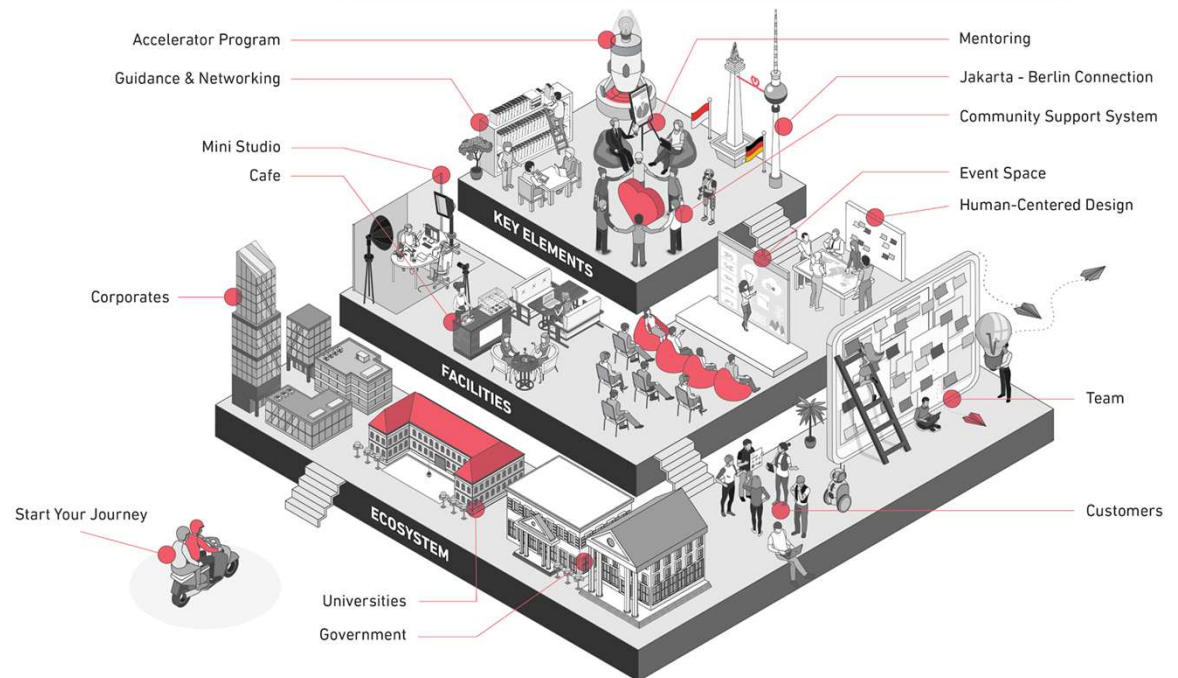 Accelerator Program
Guidance & Networking
Mini Studio
Cafe
Corporates
Start Your Journey
Universities
Government
Mentoring
Jakarta - Berlin Connection
Community Support System
Event Space
Human-Centered Design
Team
Customers
KEY ELEMENTS
FACILITIES
ECOSYSTEM